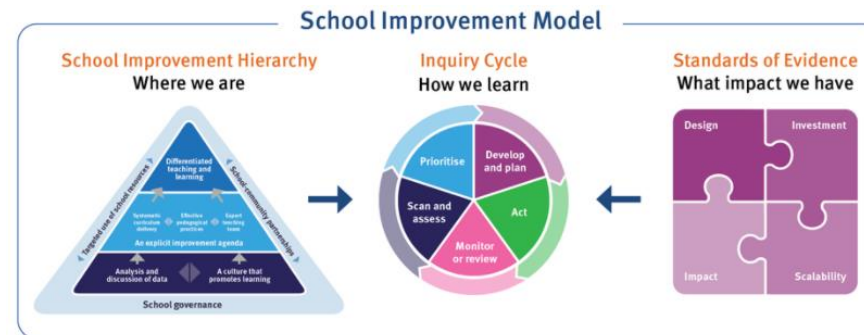 School Improvement Model
School Improvement Hierarchy
Where we are
Differentiated
teaching and
learning
Targeted use of school resources
School-community partnerships
Systematic
curriculum
delivery
Effective
pedagogical
practices
Expert
teaching
team
An explicit improvement agenda
Analysis and
discussion of data
A culture that
promotes learning
School governance
Inquiry Cycle
How we learn
Prioritise
Develop
and plan
Scan and
assess
Act
Monitor
or review
Standards of Evidence
What impact we have
Design
Investment
Impact
Scalability